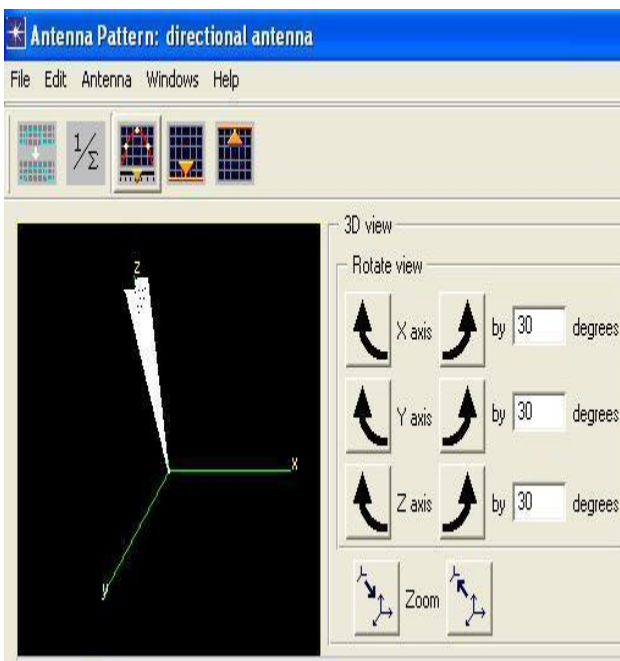 Antenna Pattern: directional antenna
File Edit Antenna Windows Help
1/Σ
3D view
Rotate view
z
X axis by 30 degrees
Y axis by 30 degrees
x
Z axis by 30 degrees
y
Zoom